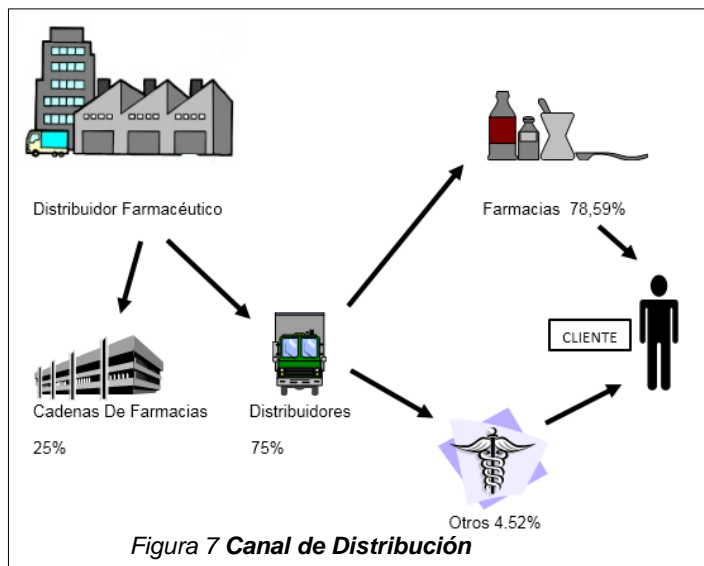 Distribuidor Farmacéutico
Farmacias 78,59%
CLIENTE
Cadenas De Farmacias
25%
Distribuidores
75%
Otros 4.52%
Figura 7 Canal de Distribución